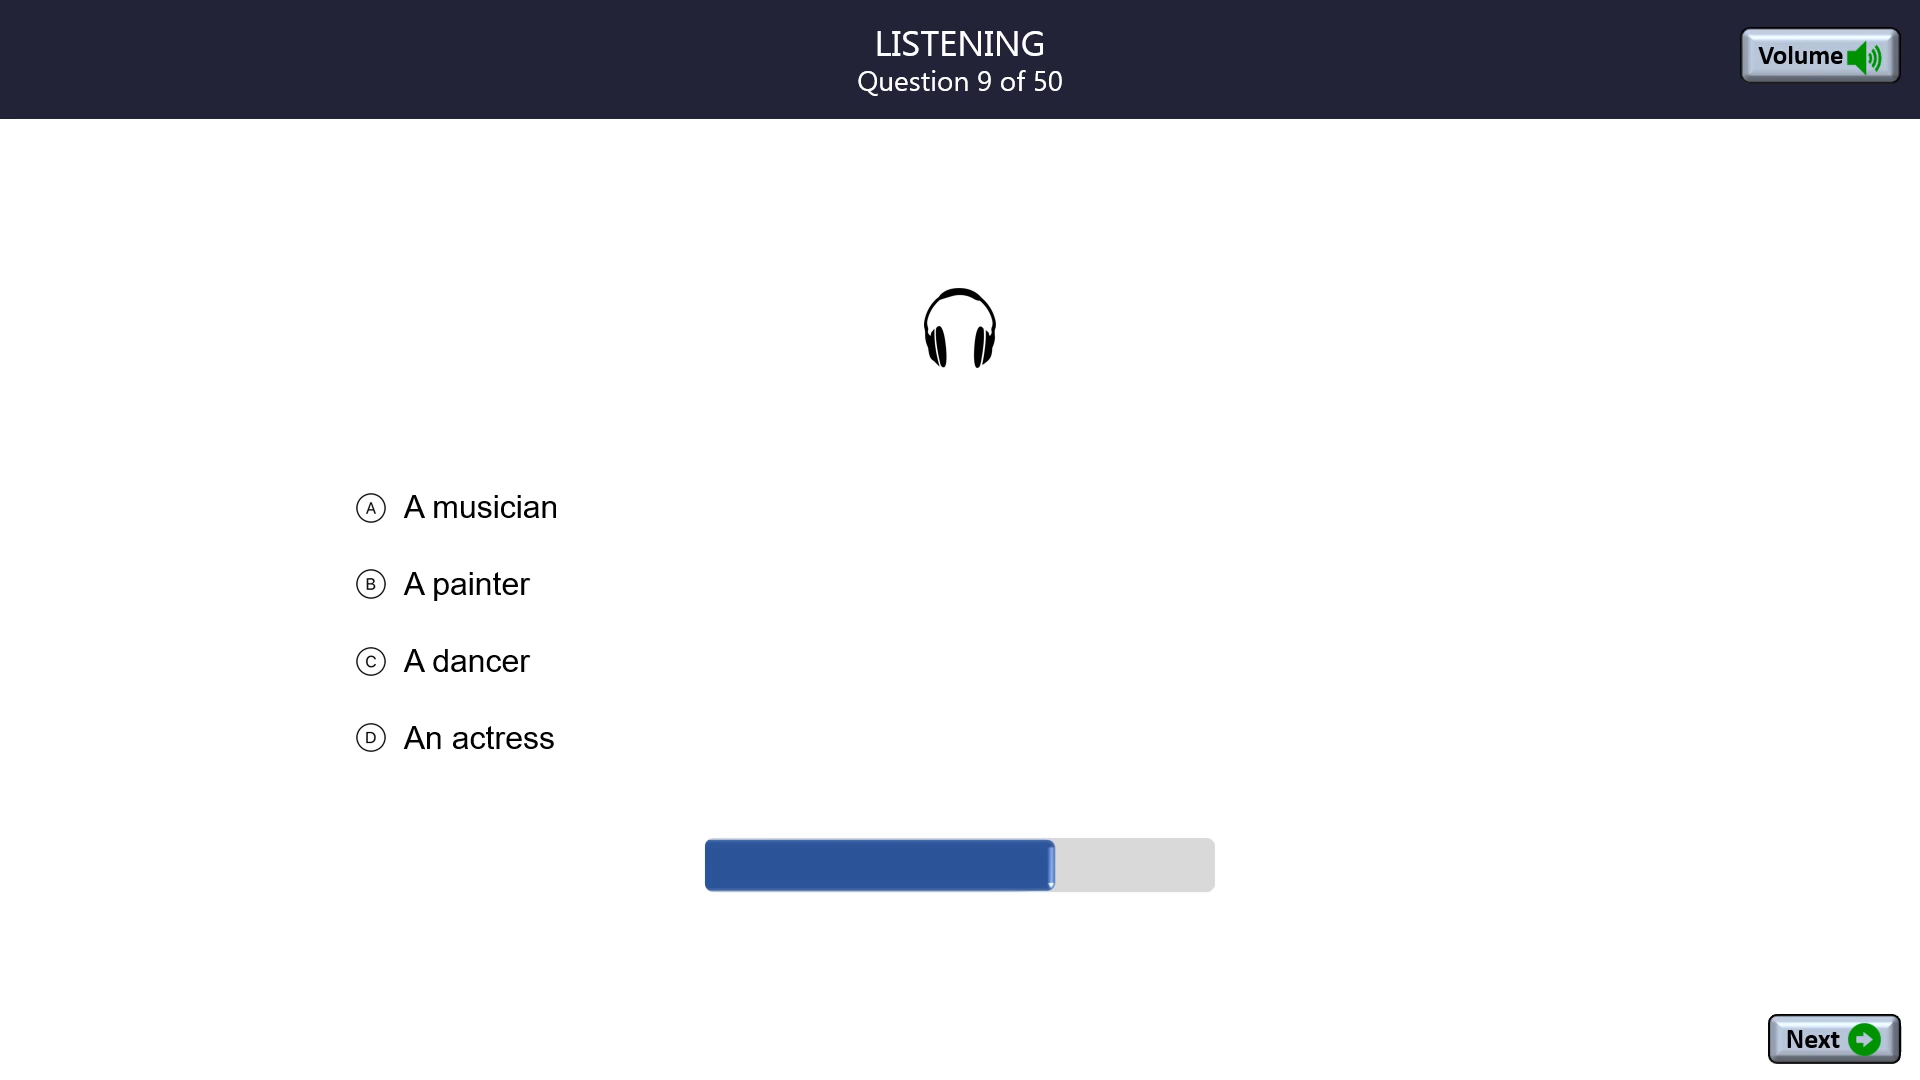 LISTENING
Question 9 of 50
Volume
A A musician
B A painter
C A dancer
D An actress
Next